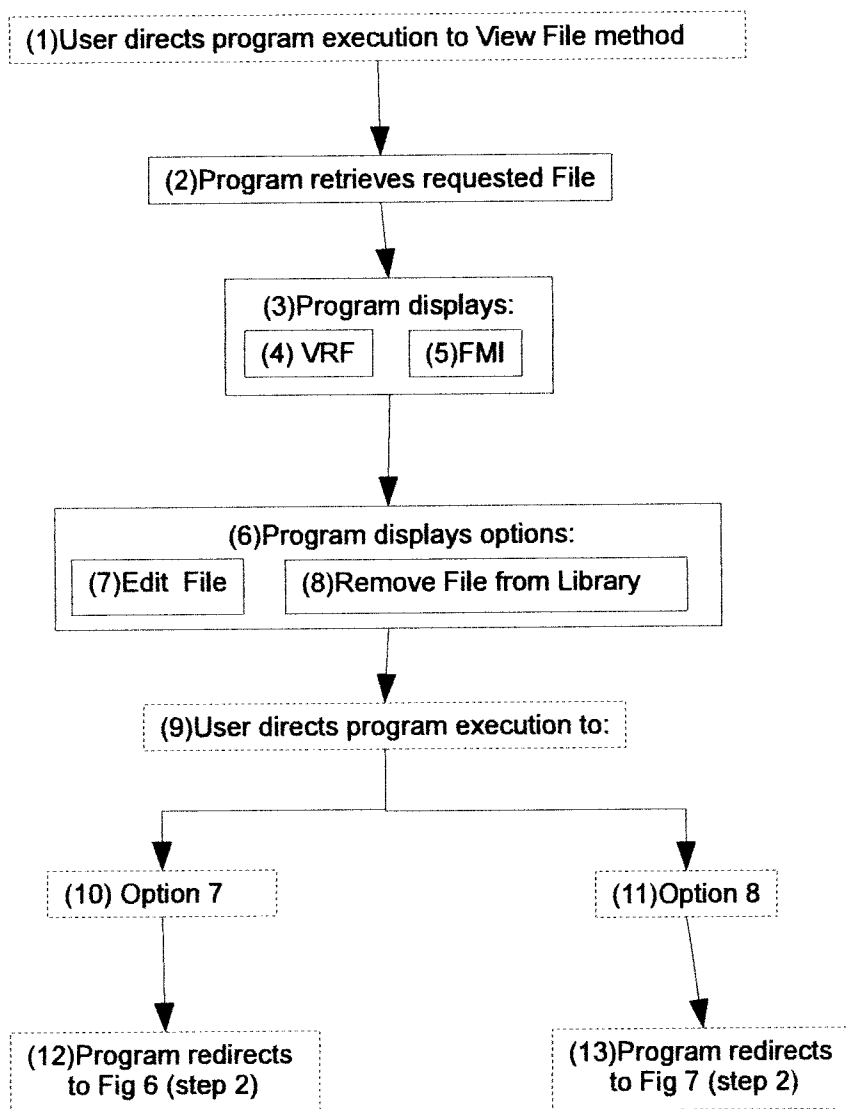 (1)User directs program execution to View File method
(2)Program retrieves requested File
(3)Program displays:
(4) VRF
(5)FMI
(6)Program displays options:
(7)Edit File
(8)Remove File from Library
(9)User directs program execution to:
(10) Option 7
(11)Option 8
(12)Program redirects
to Fig 6 (step 2)
(13)Program redirects
to Fig 7 (step 2)